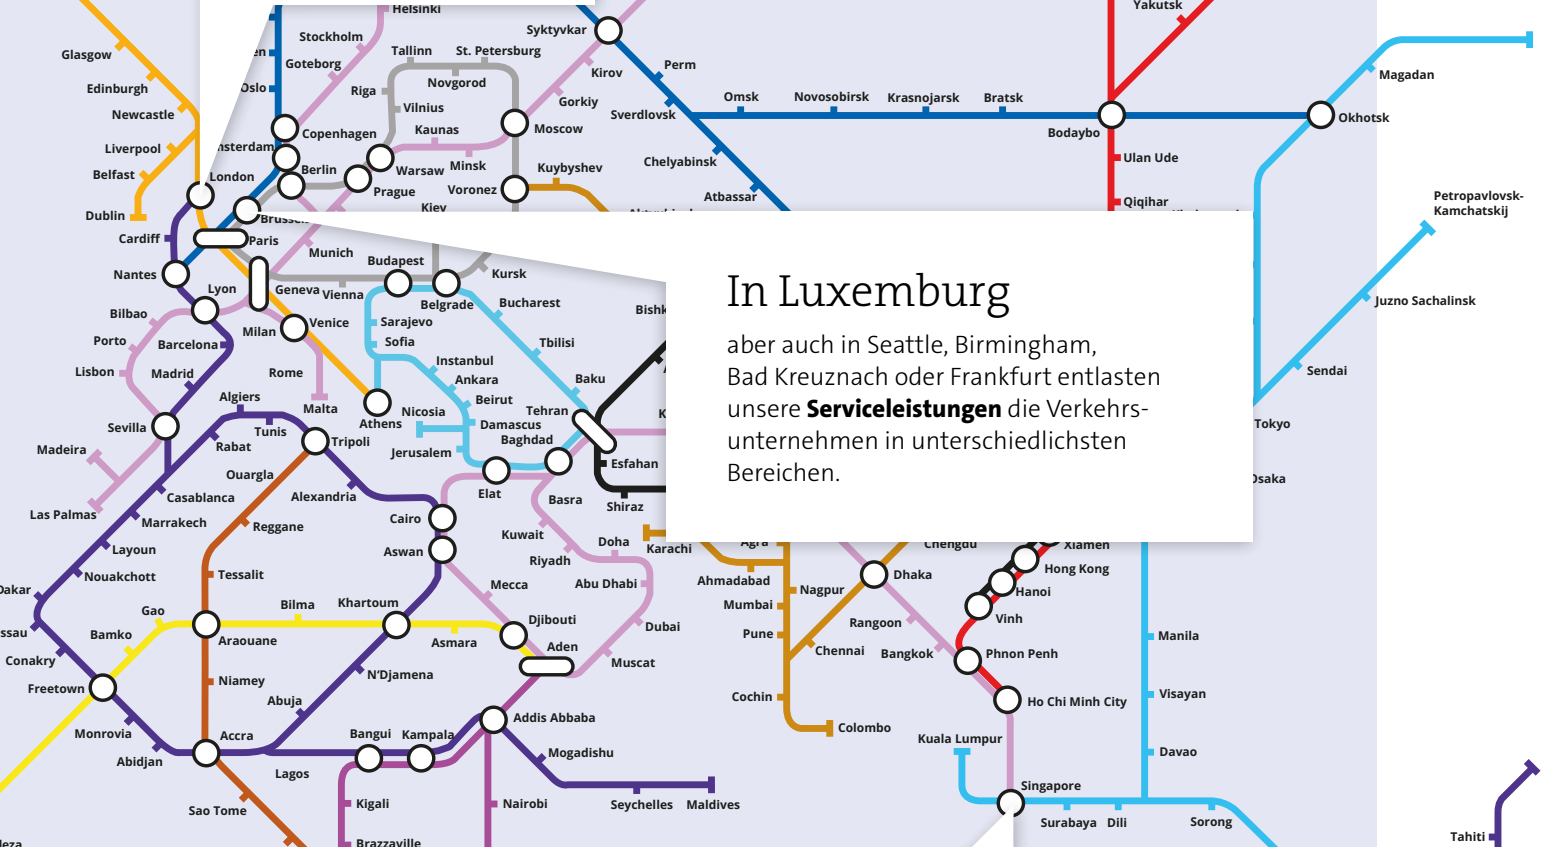 In Luxemburg
aber auch in Seattle, Birmingham,
Bad Kreuznach oder Frankfurt entlasten
unsere Serviceleistungen die Verkehrs-
unternehmen in unterschiedlichsten
Bereichen.
Helsinki
Stockholm
Goteborg
Oslo
Copenhagen
Berlin
Tallinn
St. Petersburg
Novgorod
Riga
Vilnius
Kaunas
Minsk
Warsaw
Prague
Moscow
Voronez
Kiev
Kuybyshev
Syktyvkar
Kirov
Gorkiy
Perm
Sverdlovsk
Chelyabinsk
Atbassar
Omsk
Novosobirsk
Krasnojarsk
Bratsk
Bodaybo
Yakutsk
Ulan Ude
Qiqihar
Okhotsk
Magadan
Petropavlovsk-
Kamchatskij
Juzno Sachalinsk
Sendai
Tokyo
Osaka
Glasgow
Edinburgh
Newcastle
Liverpool
Belfast
Dublin
London
Cardiff
Nantes
Paris
Lyon
Geneva
Munich
Vienna
Budapest
Belgrade
Kursk
Bucharest
Tbilisi
Baku
Tehran
Bilbao
Porto
Lisbon
Barcelona
Madrid
Milan
Venice
Rome
Malta
Athens
Sarajevo
Sofia
Instanbul
Ankara
Beirut
Nicosia
Damascus
Baghdad
Jerusalem
Elat
Basra
Esfahan
Shiraz
Sevilla
Madeira
Las Palmas
Algiers
Tunis
Rabat
Tripoli
Ouargla
Alexandria
Casablanca
Marrakech
Reggane
Layoun
Nouakchott
Dakar
Tessalit
Cairo
Aswan
Kuwait
Riyadh
Doha
Abu Dhabi
Mecca
Dubai
Muscat
Karachi
Agra
Ahmadabad
Nagpur
Mumbai
Pune
Chennai
Cochin
Colombo
Chengdu
Dhaka
Rangoon
Bangkok
Xiamen
Hong Kong
Hanoi
Vinh
Phnon Penh
Ho Chi Minh City
Kuala Lumpur
Singapore
Surabaya
Dili
Sorong
Manila
Visayan
Davao
Tahiti
Gao
Bilma
Khartoum
Bamko
Araouane
Asmara
Djibouti
Aden
Conakry
Freetown
Niamey
N'Djamena
Abuja
Monrovia
Abidjan
Accra
Lagos
Bangui
Kampala
Addis Abbaba
Mogadishu
Seychelles
Maldives
Sao Tome
Kigali
Nairobi
Brazzaville